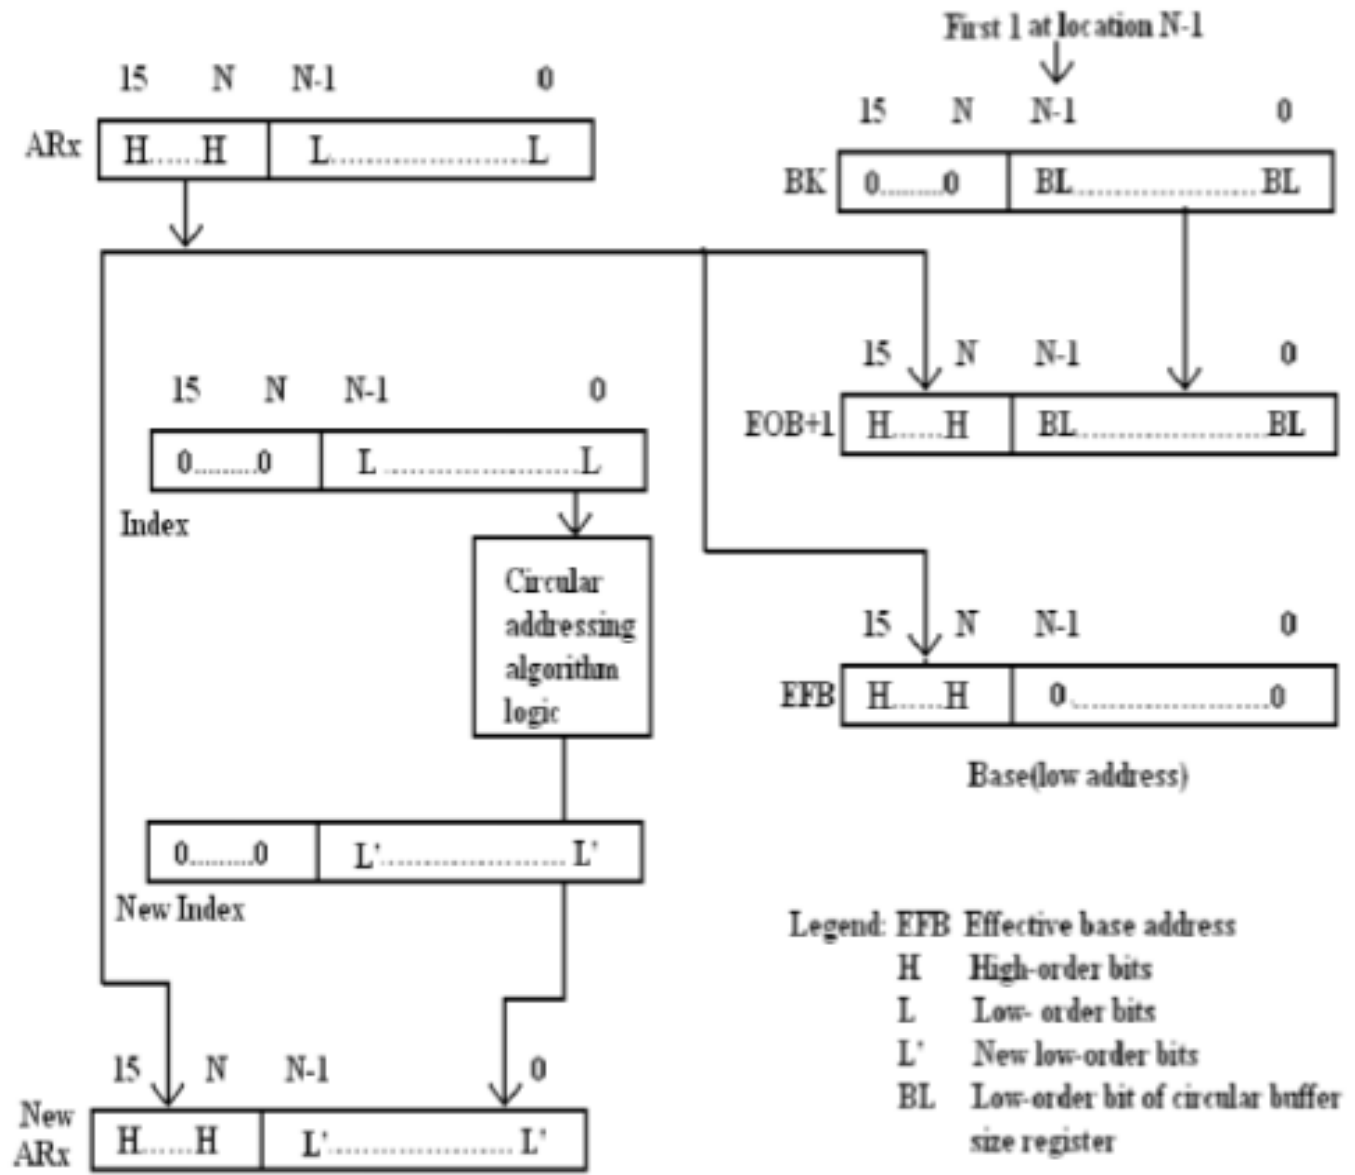 First 1 at location N-1
15 N N-1 0
ARx H......H L........................L
15 N N-1 0
BK 0.........0 BL........................BL
15 N N-1 0
EOB+1 H......H BL........................BL
15 N N-1 0
0.........0 L ........................L
Index
Circular
addressing
algorithm
logic
15 N N-1 0
EFB H......H 0........................0
Base(low address)
0.........0 L'........................ L'
New Index
Legend: EFB Effective base address
H High-order bits
L Low- order bits
L' New low-order bits
BL Low-order bit of circular buffer
size register
15 N N-1 0
New
ARx H......H L'........................ L'